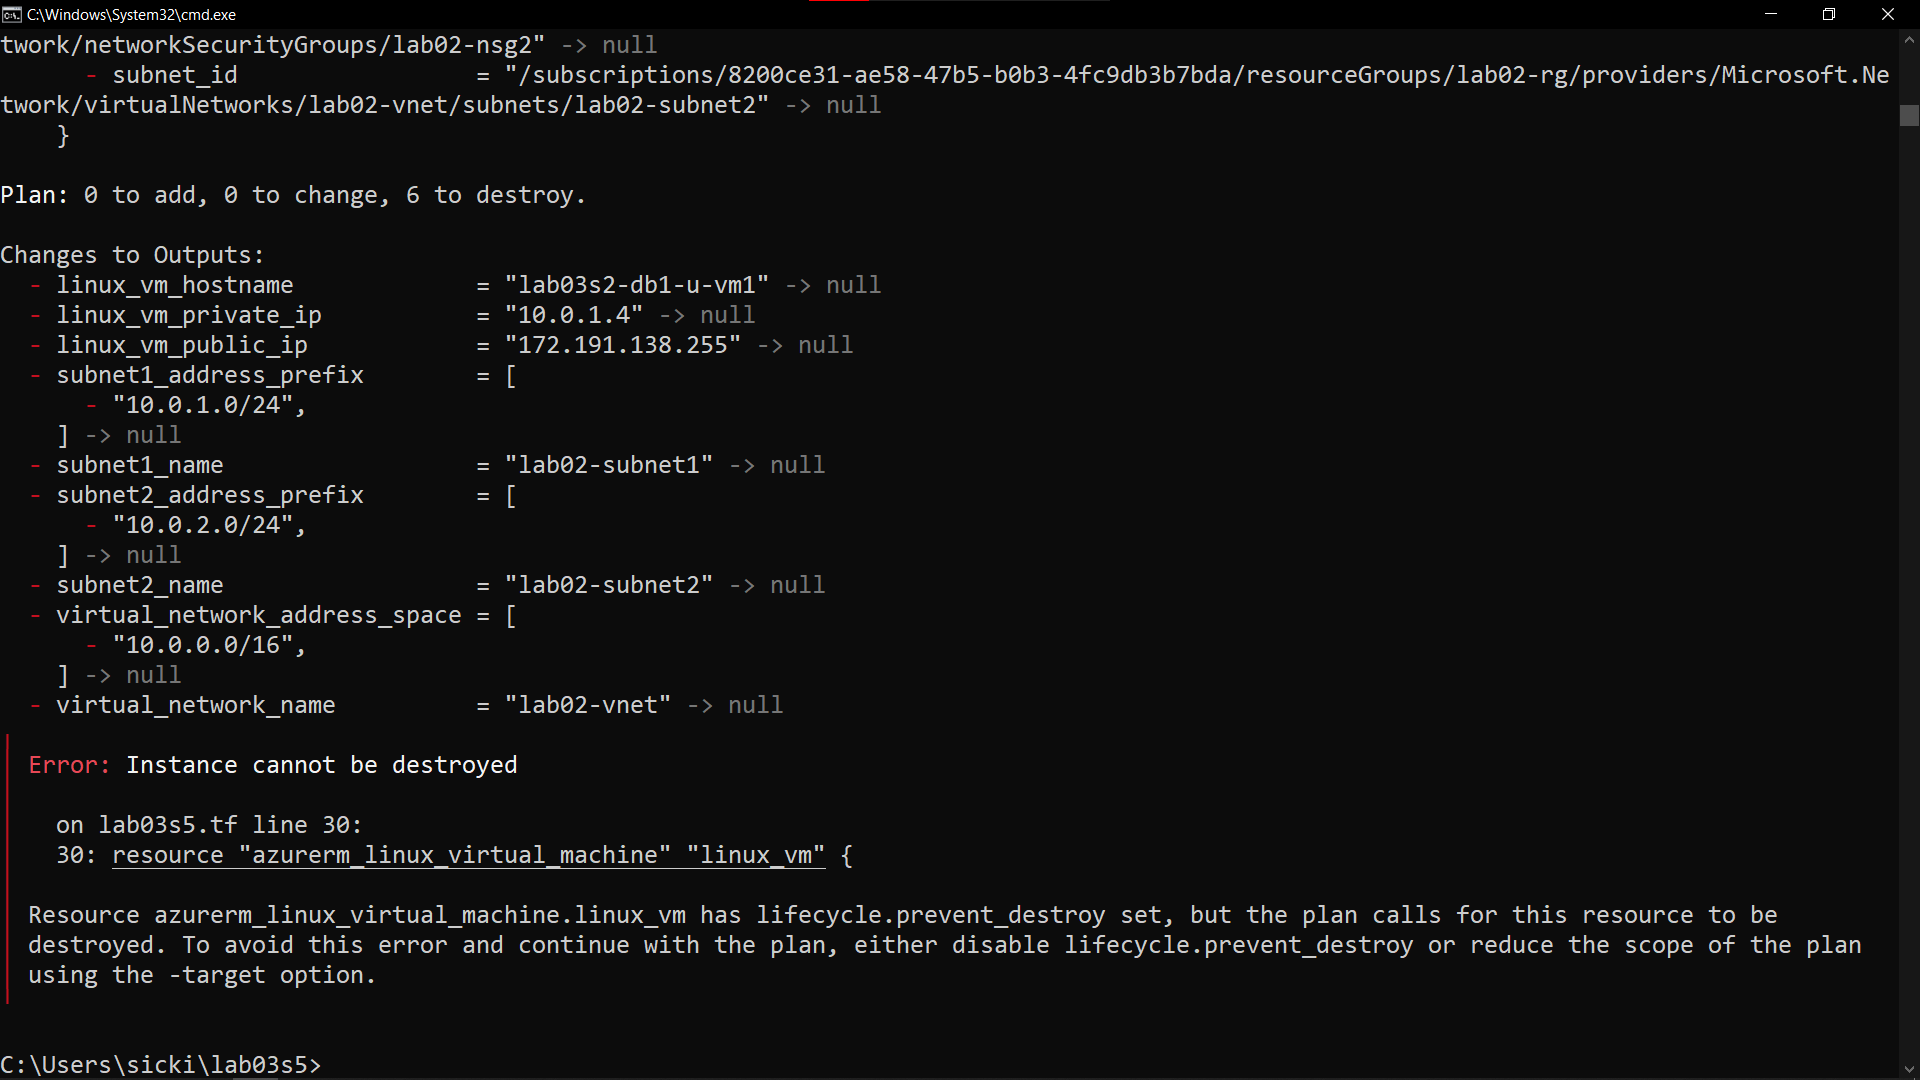 C:\Windows\System32\cmd.exe
twork/networkSecurityGroups/lab02-nsg2" -> null
      - subnet_id                 = "/subscriptions/8200ce31-ae58-47b5-b0b3-4fc9db3b7bda/resourceGroups/lab02-rg/providers/Microsoft.Ne
twork/virtualNetworks/lab02-vnet/subnets/lab02-subnet2" -> null
    }
Plan: 0 to add, 0 to change, 6 to destroy.
Changes to Outputs:
  - linux_vm_hostname             = "lab03s2-db1-u-vm1" -> null
  - linux_vm_private_ip           = "10.0.1.4" -> null
  - linux_vm_public_ip            = "172.191.138.255" -> null
  - subnet1_address_prefix        = [
      - "10.0.1.0/24",
    ] -> null
  - subnet1_name                  = "lab02-subnet1" -> null
  - subnet2_address_prefix        = [
      - "10.0.2.0/24",
    ] -> null
  - subnet2_name                  = "lab02-subnet2" -> null
  - virtual_network_address_space = [
      - "10.0.0.0/16",
    ] -> null
  - virtual_network_name          = "lab02-vnet" -> null
Error: Instance cannot be destroyed
  on lab03s5.tf line 30:
  30: resource "azurerm_linux_virtual_machine" "linux_vm" {
Resource azurerm_linux_virtual_machine.linux_vm has lifecycle.prevent_destroy set, but the plan calls for this resource to be
destroyed. To avoid this error and continue with the plan, either disable lifecycle.prevent_destroy or reduce the scope of the plan
using the -target option.
C:\Users\sicki\lab03s5>